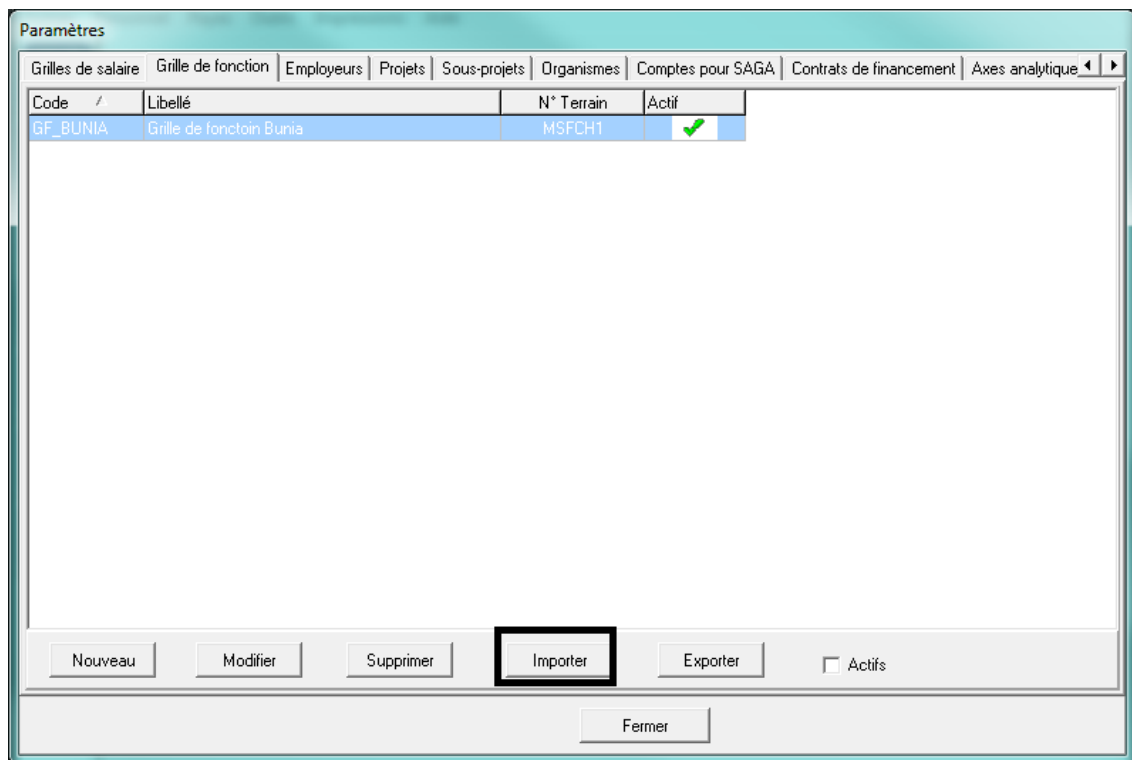 Paramètres
Grilles de salaire Grille de fonction Employeurs Projets Sous-projets Organismes Comptes pour SAGA Contrats de financement Axes analytique
Code Libellé N° Terrain Actif
GF_BUNIA Grille de fonctoin Bunia MSFCH1
Nouveau Modifier Supprimer Importer Exporter Actifs
Fermer